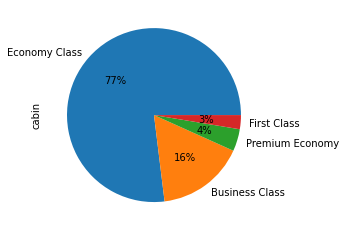 Economy Class
77%
cabin
3%
First Class
4%
Premium Economy
16%
Business Class